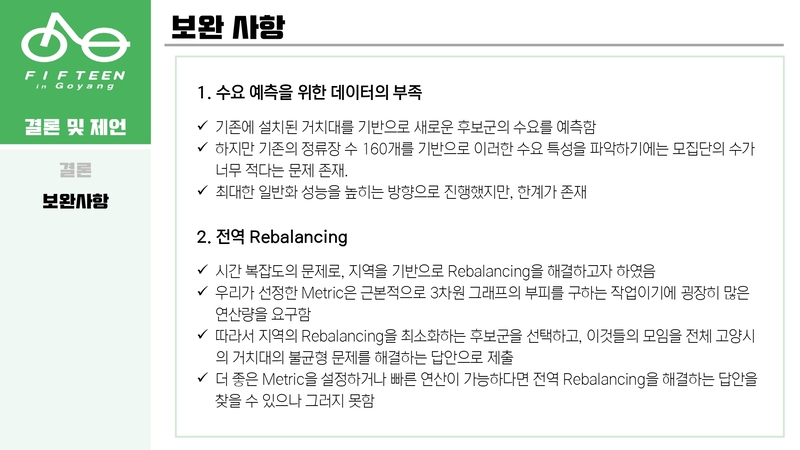 FIFTEEN
in Goyang
결론 및 제언
결론
보완사항
보완 사항
1. 수요 예측을 위한 데이터의 부족
✓ 기존에 설치된 거치대를 기반으로 새로운 후보군의 수요를 예측함
✓ 하지만 기존의 정류장 수 160개를 기반으로 이러한 수요 특성을 파악하기에는 모집단의 수가
너무 적다는 문제 존재.
✓ 최대한 일반화 성능을 높히는 방향으로 진행했지만, 한계가 존재
2. 전역 Rebalancing
✓ 시간 복잡도의 문제로, 지역을 기반으로 Rebalancing을 해결하고자 하였음
✓ 우리가 선정한 Metric은 근본적으로 3차원 그래프의 부피를 구하는 작업이기에 굉장히 많은
연산량을 요구함
✓ 따라서 지역의 Rebalancing을 최소화하는 후보군을 선택하고, 이것들의 모임을 전체 고양시
의 거치대의 불균형 문제를 해결하는 답안으로 제출
✓ 더 좋은 Metric을 설정하거나 빠른 연산이 가능하다면 전역 Rebalancing을 해결하는 답안을
찾을 수 있으나 그러지 못함